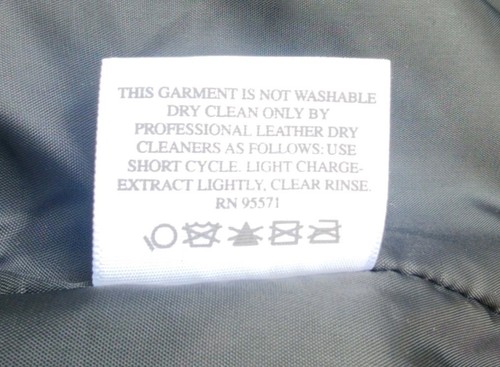 THIS GARMENT IS NOT WASHABLE
DRY CLEAN ONLY BY
PROFESSIONAL LEATHER DRY
CLEANERS AS FOLLOWS: USE
SHORT CYCLE. LIGHT CHARGE-
EXTRACT LIGHTLY, CLEAR RINSE.
RN 95571